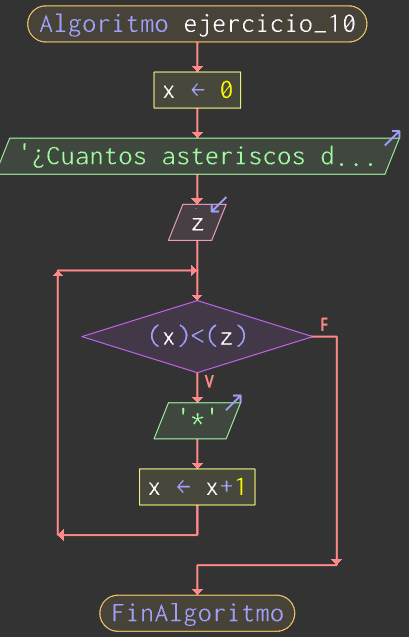 Algoritmo ejercicio_10
x ← 0
'¿Cuantos asteriscos d...
z
(x)<(z)
F
V
'*'
x ← x+1
FinAlgoritmo